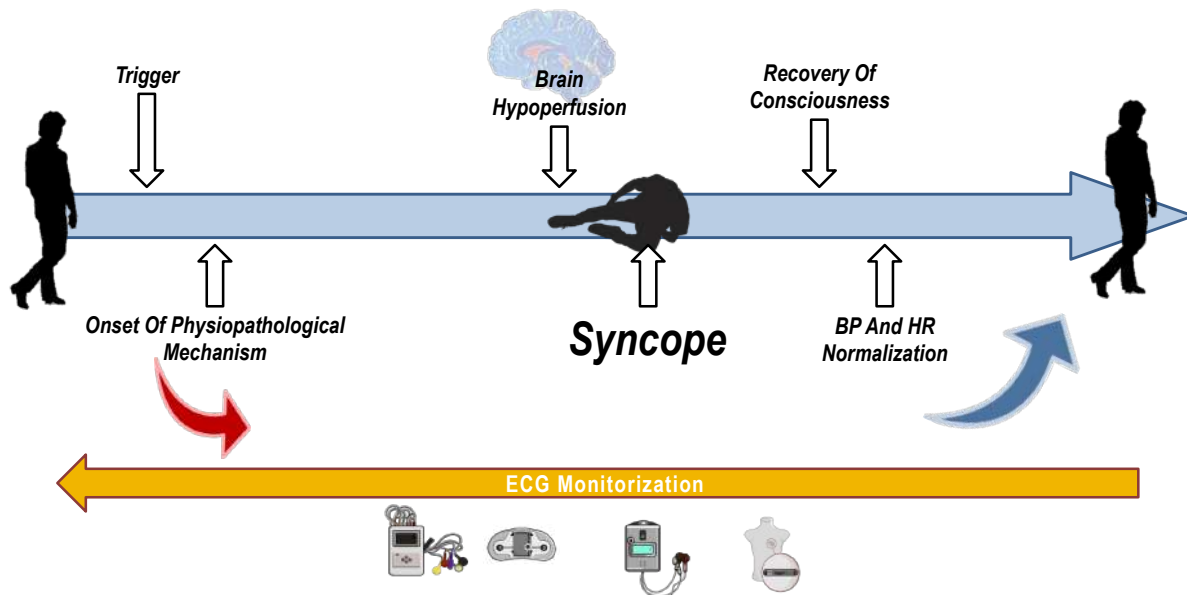 Trigger
Brain
Hypoperfusion
Recovery Of
Consciousness
Onset Of Physiopathological
Mechanism
Syncope
BP And HR
Normalization
ECG Monitorization